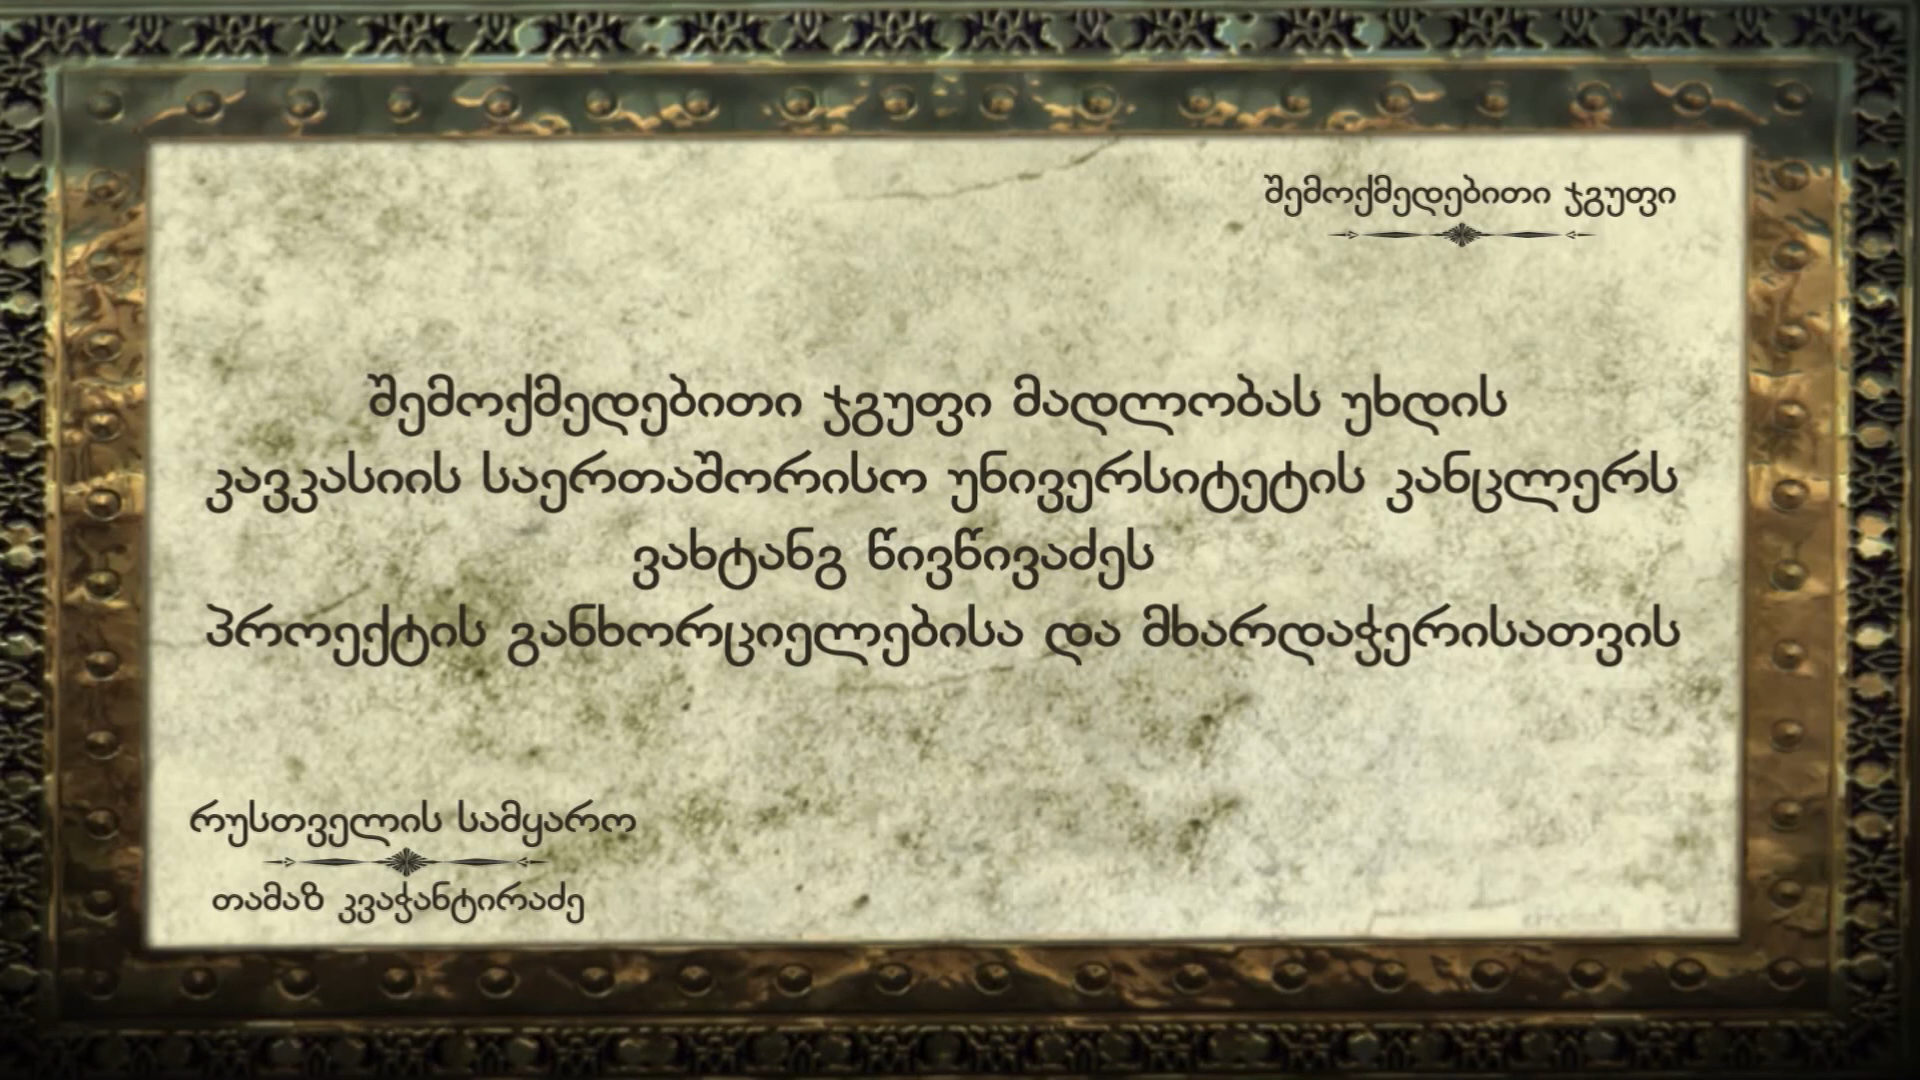 შემოქმედებითი ჯგუფი
შემოქმედებითი ჯგუფი მადლობას უხდის
კავკასიის საერთაშორისო უნივერსიტეტის კანცლერს
ვახტანგ წივწივაძეს
პროექტის განხორციელებისა და მხარდაჭერისათვის
რუსთველის სამყარო
თამაზ კვაჭანტირაძე